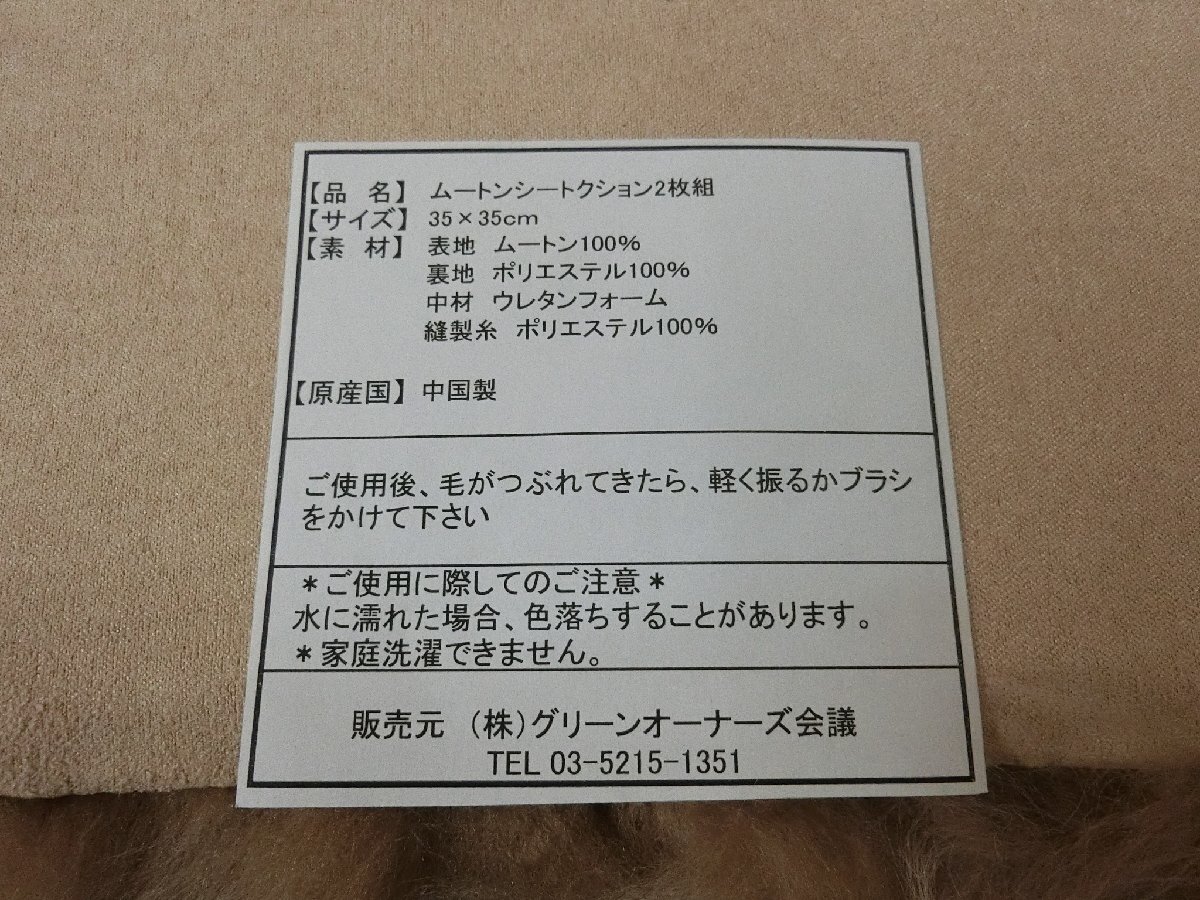 【品 名】 ムートンシートクション2枚組
【サイズ】 35×35cm
【素 材】 表地 ムートン100%
裏地 ポリエステル100%
中材 ウレタンフォーム
縫製糸 ポリエステル100%
【原産国】 中国製
ご使用後、毛がつぶれてきたら、軽く振るかブラシ
をかけて下さい
*ご使用に際してのご注意*
水に濡れた場合、色落ちすることがあります。
*家庭洗濯できません。
販売元 (株)グリーンオーナーズ会議
TEL 03-5215-1351